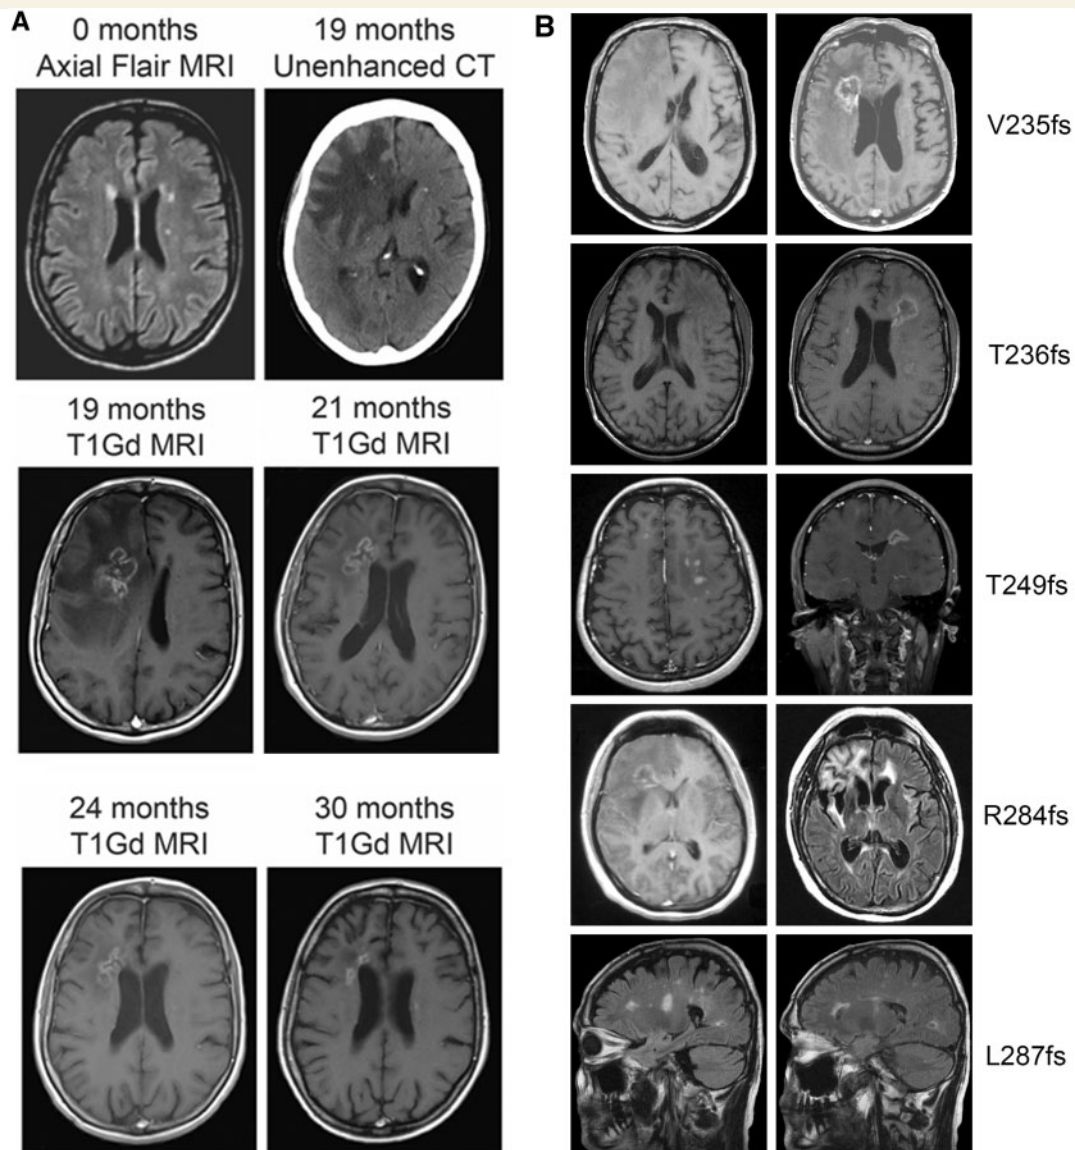 A
0 months
Axial Flair MRI
19 months
Unenhanced CT
19 months
T1Gd MRI
21 months
T1Gd MRI
24 months
T1Gd MRI
30 months
T1Gd MRI
B
V235fs
T236fs
T249fs
R284fs
L287fs